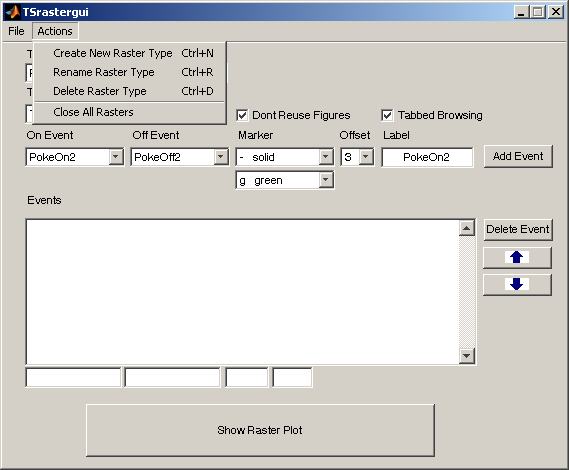 TSrastergui
File Actions
Create New Raster Type Ctrl+N
Rename Raster Type Ctrl+R
Delete Raster Type Ctrl+D
Close All Rasters
Dont Reuse Figures Tabbed Browsing
On Event Off Event Marker Offset Label
PokeOn2 PokeOff2 - solid 3 PokeOn2 Add Event
g green
Events
Delete Event
Show Raster Plot